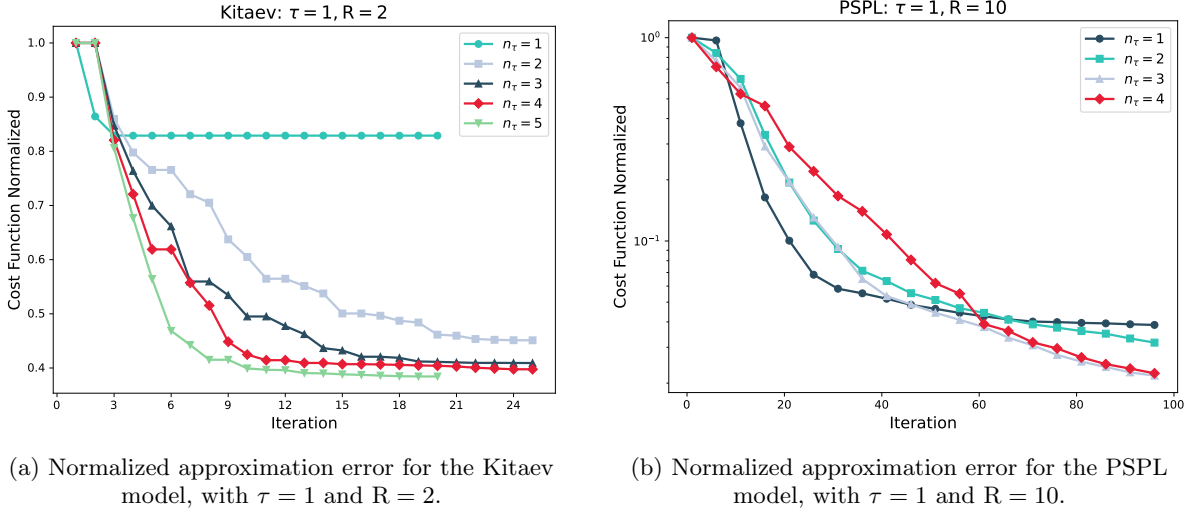 Kitaev: τ = 1, R = 2
Cost Function Normalized
1.0
0.9
0.8
0.7
0.6
0.5
0.4
0 3 6 9 12 15 18 21 24
Iteration
nτ = 1
nτ = 2
nτ = 3
nτ = 4
nτ = 5
(a) Normalized approximation error for the Kitaev
model, with τ = 1 and R = 2.
PSPL: τ = 1, R = 10
Cost Function Normalized
10⁰
10⁻¹
0 20 40 60 80 100
Iteration
nτ = 1
nτ = 2
nτ = 3
nτ = 4
(b) Normalized approximation error for the PSPL
model, with τ = 1 and R = 10.